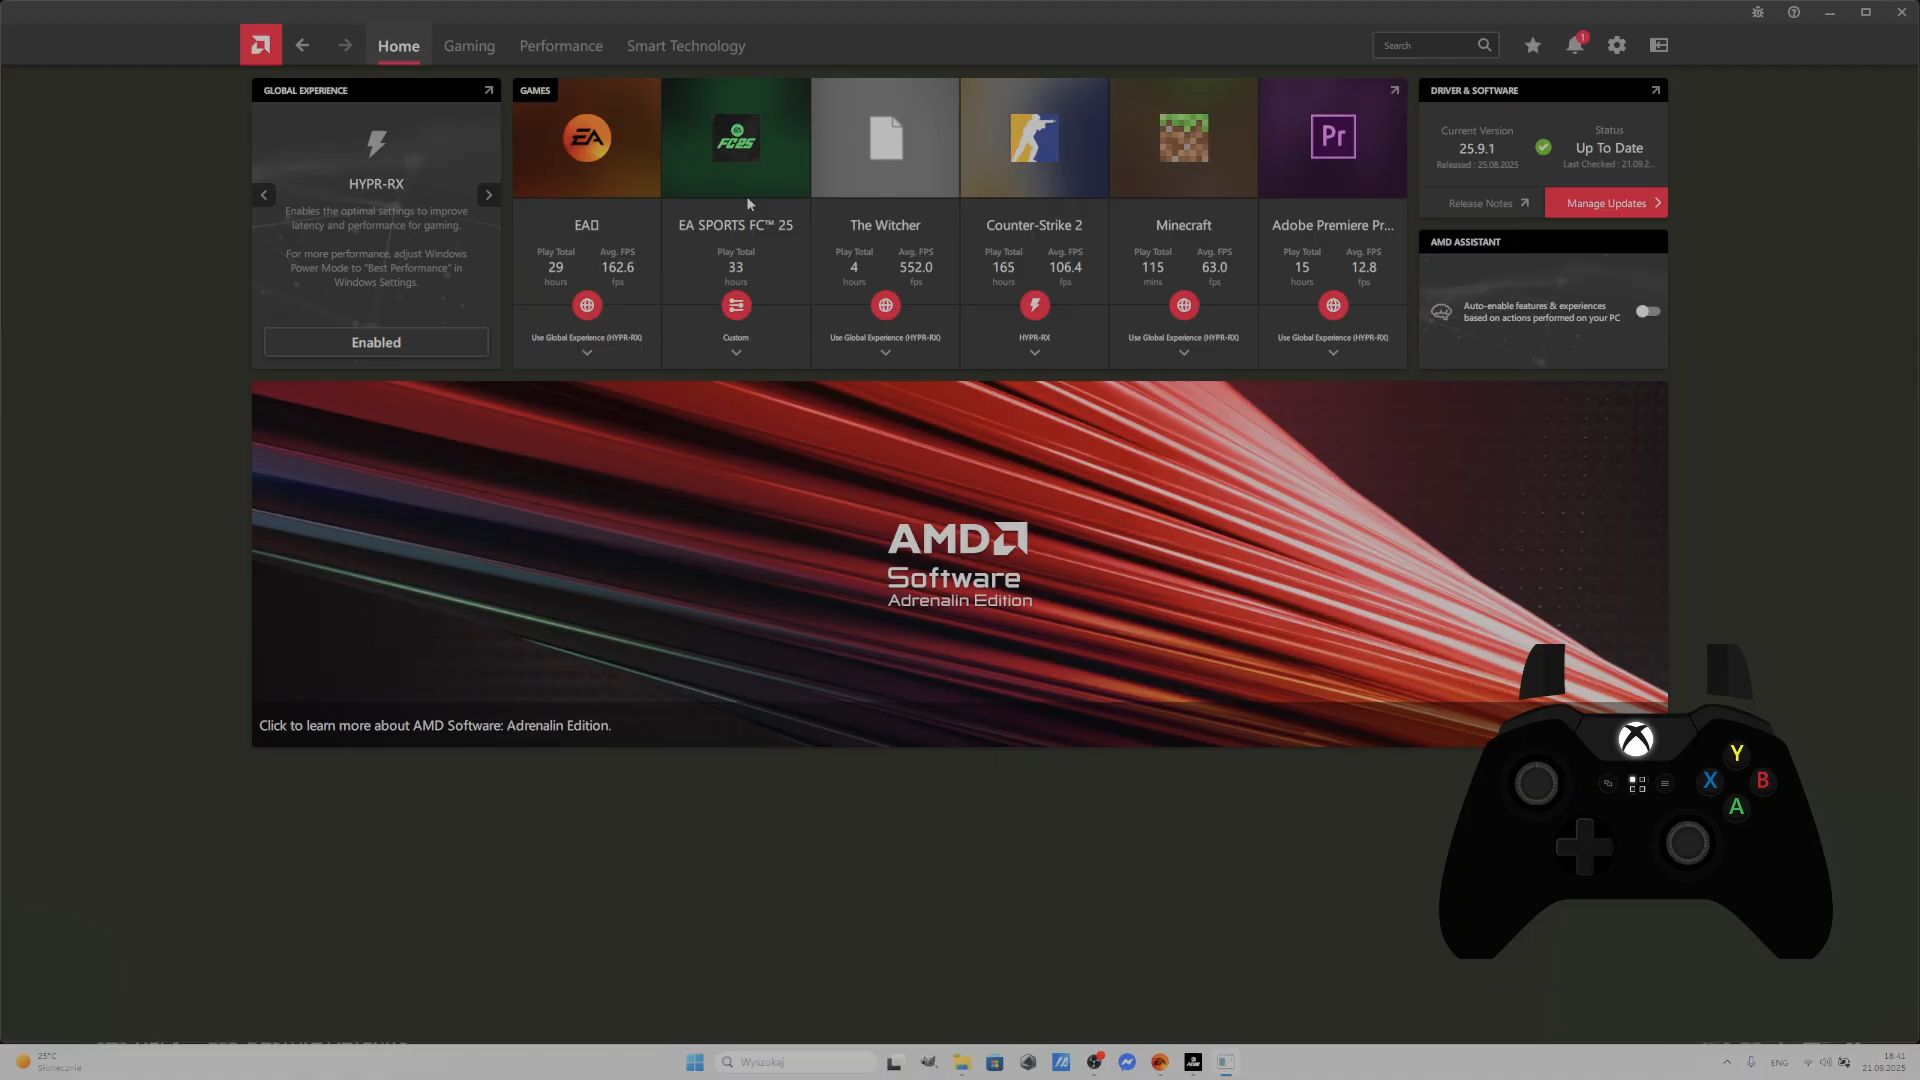 Home
Gaming
Performance
Smart Technology
Search
1
GLOBAL EXPERIENCE
HYPR-RX
Enables the optimal settings to improve
latency and performance for gaming.
For more performance, adjust Windows
Power Mode to "Best Performance" in
Windows Settings.
Enabled
GAMES
EA
FC25
Pr
EA
Play Total
29
hours
Avg. FPS
162.6
fps
Use Global Experience (HYPR-RX)
EA SPORTS FC™ 25
Play Total
33
hours
Custom
The Witcher
Play Total
4
hours
Avg. FPS
552.0
fps
Use Global Experience (HYPR-RX)
Counter-Strike 2
Play Total
165
hours
Avg. FPS
106.4
fps
HYPR-RX
Minecraft
Play Total
115
mins
Avg. FPS
63.0
fps
Use Global Experience (HYPR-RX)
Adobe Premiere Pr...
Play Total
15
hours
Avg. FPS
12.8
fps
Use Global Experience (HYPR-RX)
DRIVER & SOFTWARE
Current Version
25.9.1
Released : 25.08.2025
Status
Up To Date
Last Checked : 21.09.2...
Release Notes
Manage Updates
AMD ASSISTANT
Auto-enable features & experiences
based on actions performed on your PC
AMD
Software
Adrenalin Edition
Click to learn more about AMD Software: Adrenalin Edition.
Y
X
B
A
25°C
Słonecznie
Wyszukaj
ENG
18:41
21.09.2025